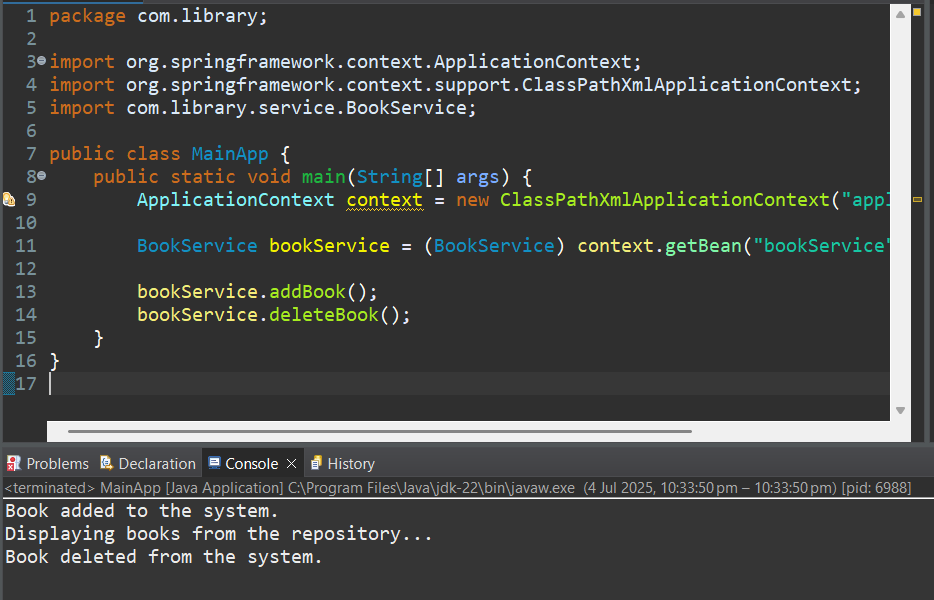 1 package com.library;
2
3 import org.springframework.context.ApplicationContext;
4 import org.springframework.context.support.ClassPathXmlApplicationContext;
5 import com.library.service.BookService;
6
7 public class MainApp {
8     public static void main(String[] args) {
9         ApplicationContext context = new ClassPathXmlApplicationContext("appl
10
11         BookService bookService = (BookService) context.getBean("bookService"
12
13         bookService.addBook();
14         bookService.deleteBook();
15     }
16 }
17
Problems Declaration Console History
<terminated> MainApp [Java Application] C:\Program Files\Java\jdk-22\bin\javaw.exe (4 Jul 2025, 10:33:50 pm – 10:33:50 pm) [pid: 6988]
Book added to the system.
Displaying books from the repository...
Book deleted from the system.